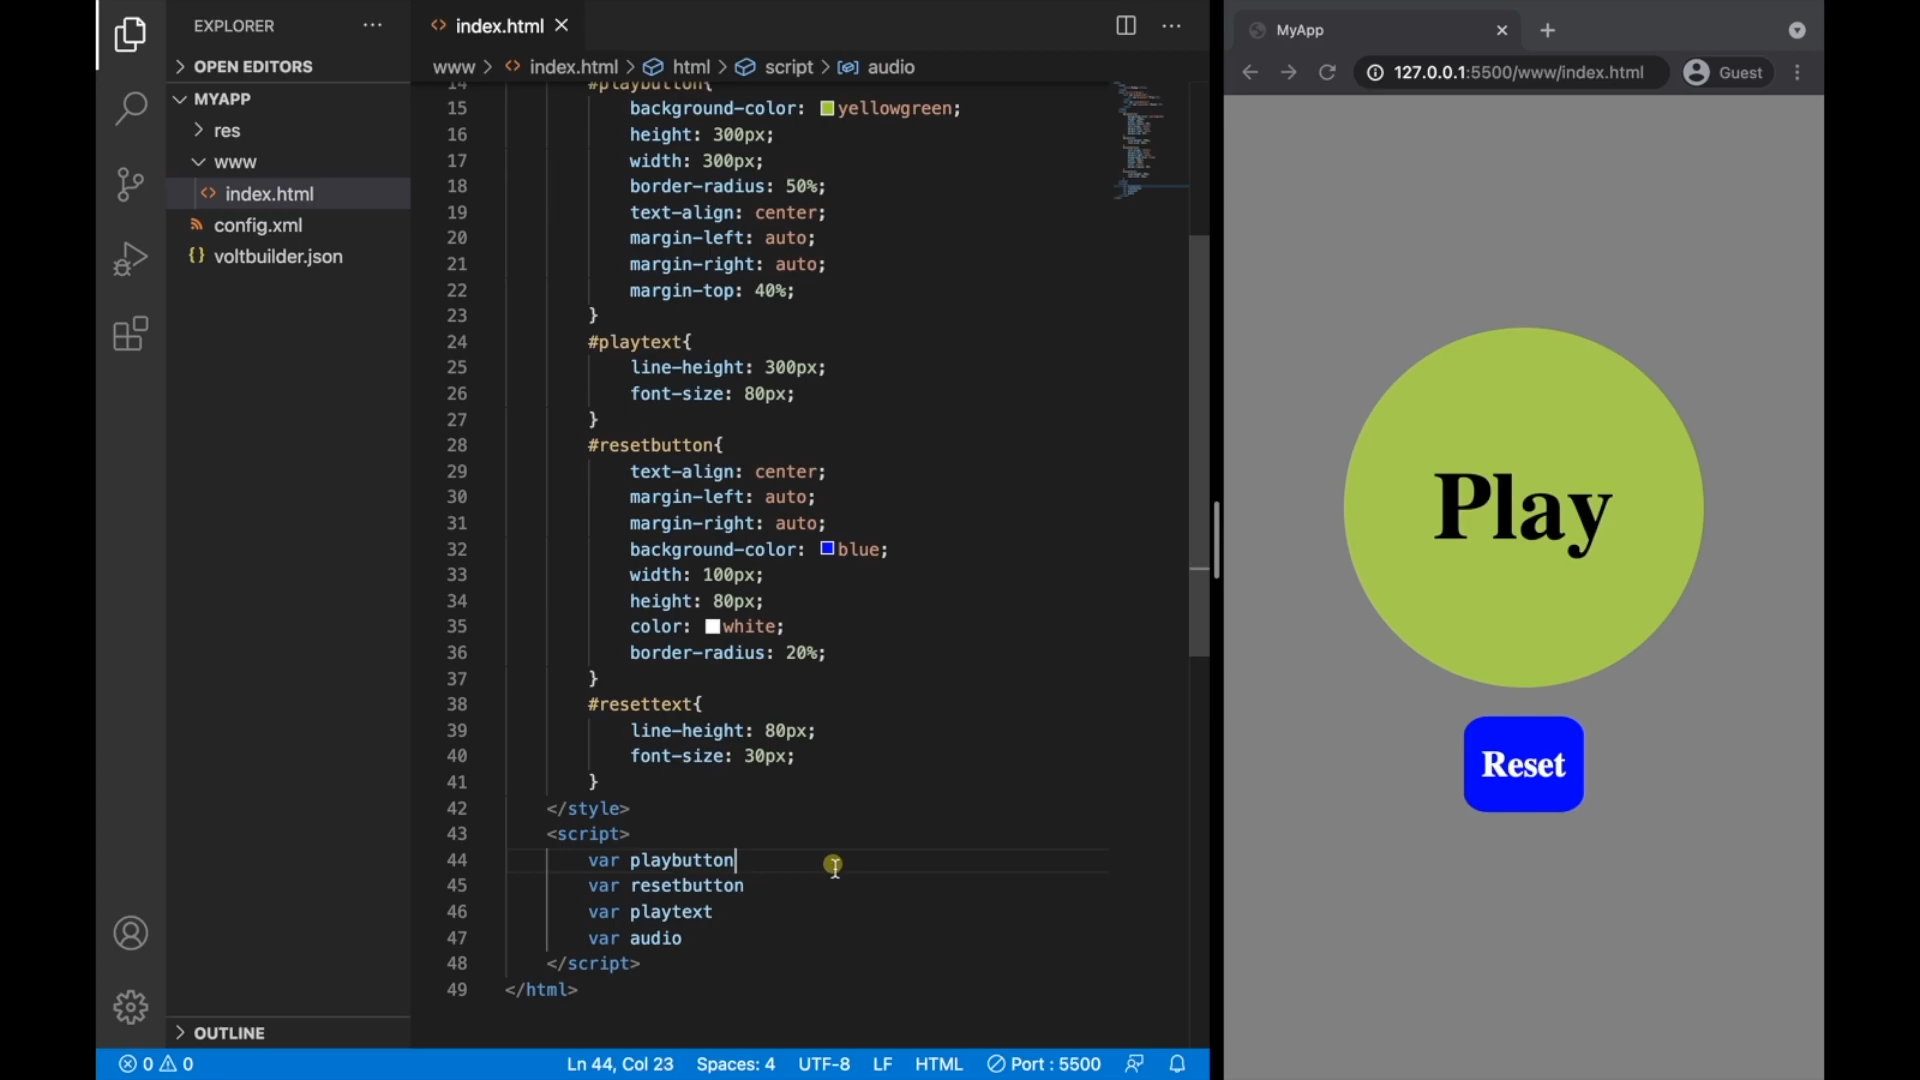 EXPLORER
OPEN EDITORS
MYAPP
res
www
index.html
config.xml
voltbuilder.json
OUTLINE
index.html
www > index.html > html > script > audio
14 #playbutton{
15 background-color: yellowgreen;
16 height: 300px;
17 width: 300px;
18 border-radius: 50%;
19 text-align: center;
20 margin-left: auto;
21 margin-right: auto;
22 margin-top: 40%;
23 }
24 #playtext{
25 line-height: 300px;
26 font-size: 80px;
27 }
28 #resetbutton{
29 text-align: center;
30 margin-left: auto;
31 margin-right: auto;
32 background-color: blue;
33 width: 100px;
34 height: 80px;
35 color: white;
36 border-radius: 20%;
37 }
38 #resettext{
39 line-height: 80px;
40 font-size: 30px;
41 }
42 </style>
43 <script>
44 var playbutton
45 var resetbutton
46 var playtext
47 var audio
48 </script>
49 </html>
0 0 Ln 44, Col 23 Spaces: 4 UTF-8 LF HTML Port : 5500
MyApp
127.0.0.1:5500/www/index.html Guest
Play
Reset